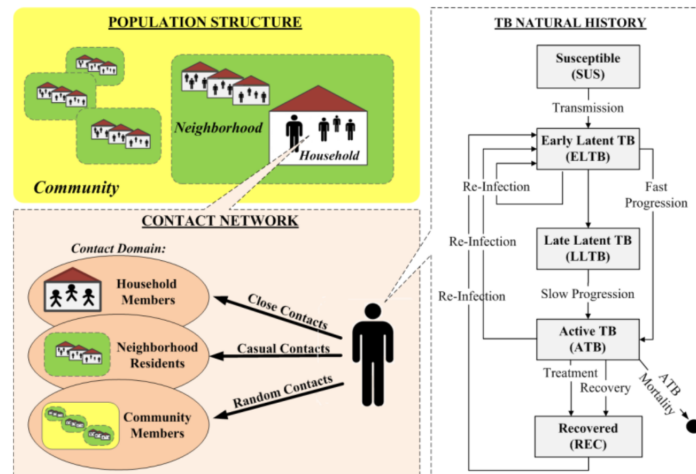 POPULATION STRUCTURE
Neighborhood
Household
Community
CONTACT NETWORK
Contact Domain:
Household
Members
Neighborhood
Residents
Community
Members
Close Contacts
Casual Contacts
Random Contacts
TB NATURAL HISTORY
Susceptible
(SUS)
Transmission
Early Latent TB
(ELTB)
Re-Infection
Fast
Progression
Re-Infection
Late Latent TB
(LLTB)
Re-Infection
Slow Progression
Active TB
(ATB)
Treatment
Recovery
ATB
Mortality
Recovered
(REC)